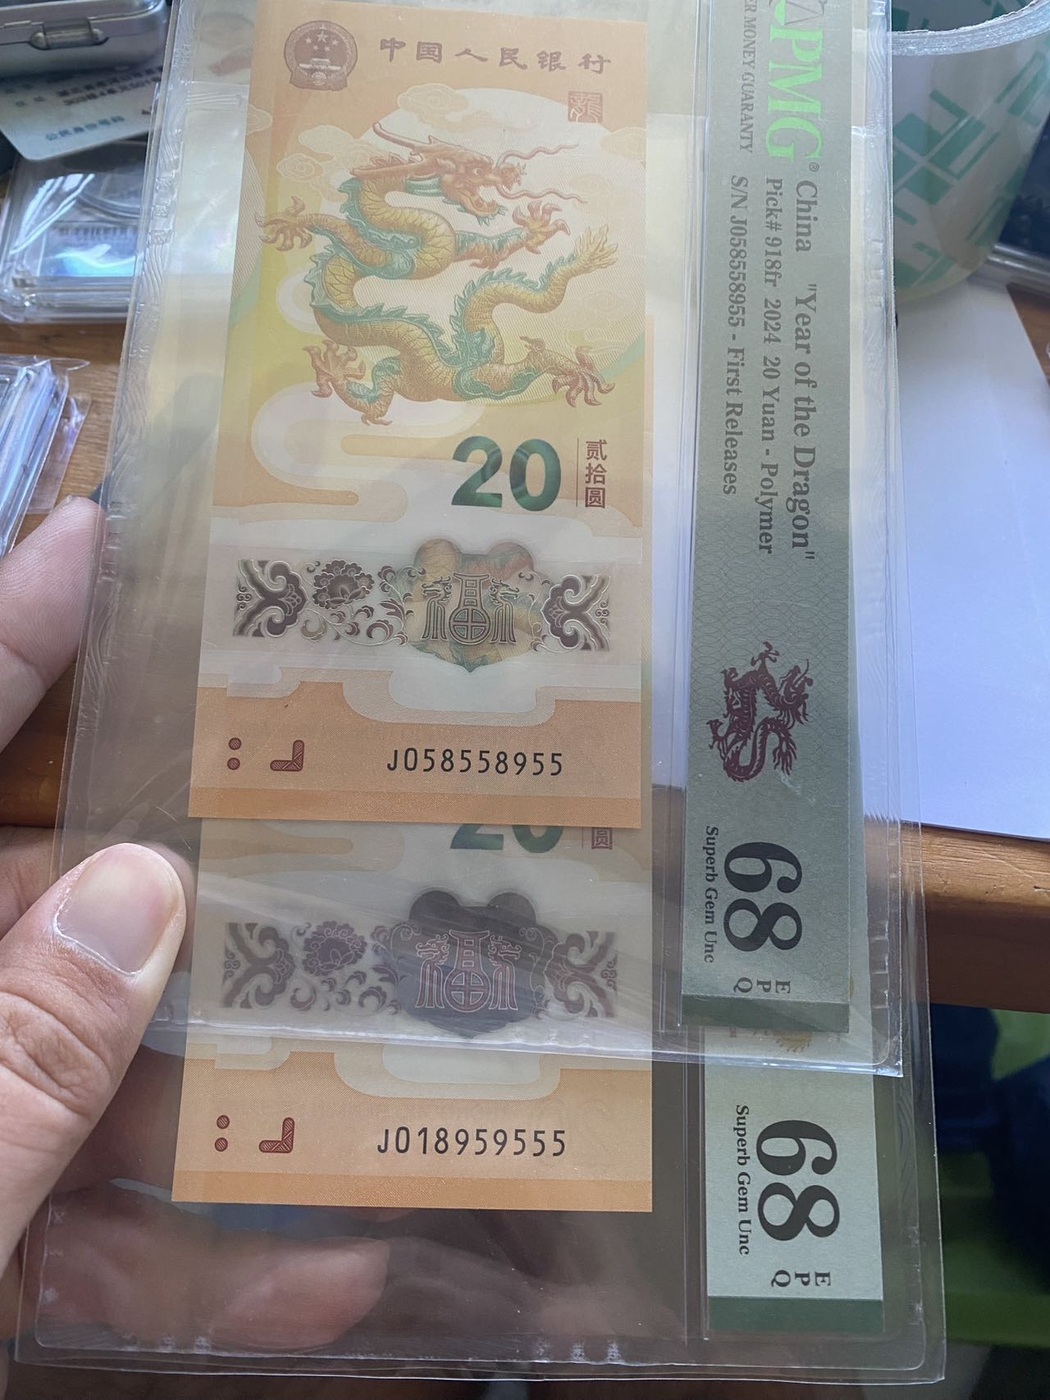 中国人民银行
20
贰拾圆
J058558955
PMG®
ER MONEY GUARANTY
China "Year of the Dragon"
Pick# 918fr 2024 20 Yuan - Polymer
S/N J058558955 - First Releases
68
EPQ
Superb Gem Unc
20
圆
J018959555
68
EPQ
Superb Gem Unc